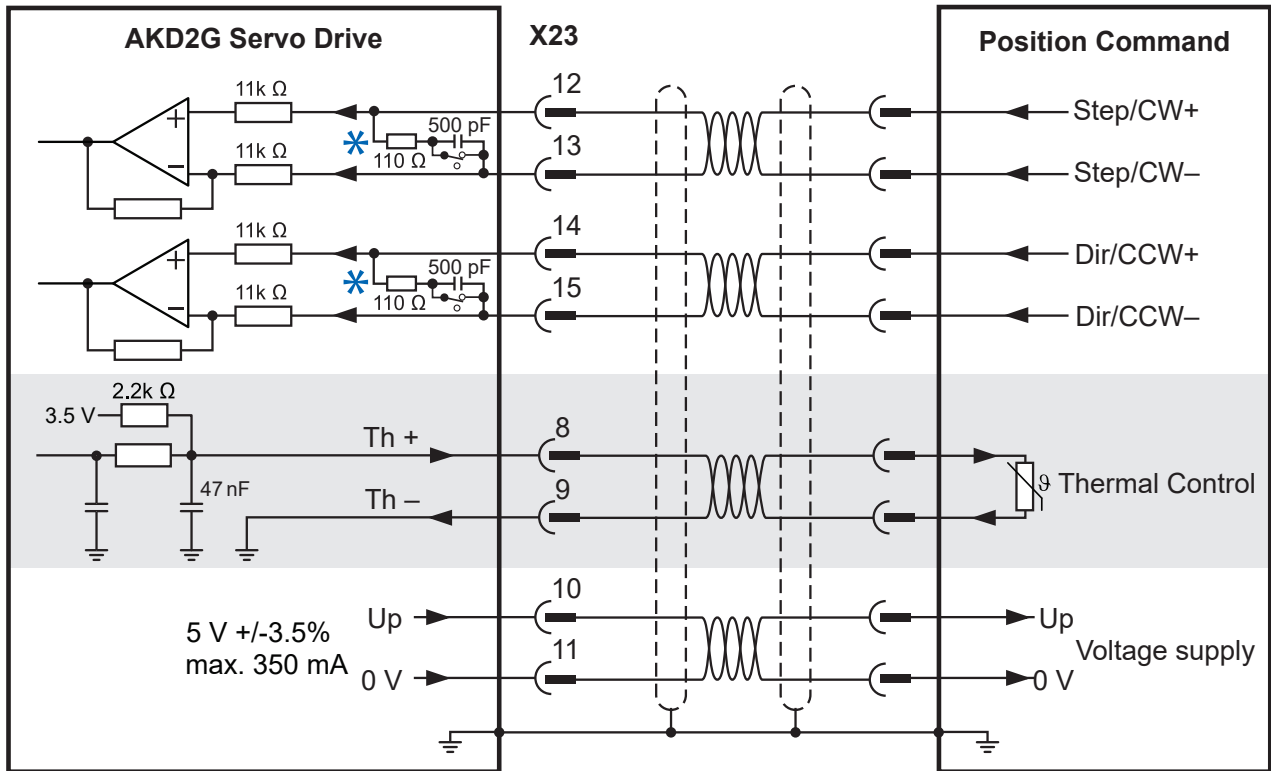 AKD2G Servo Drive
X23
Position Command
11k Ω
12
Step/CW+
+
*
500 pF
110 Ω
13
11k Ω
–
Step/CW–
11k Ω
14
Dir/CCW+
+
*
500 pF
110 Ω
15
11k Ω
–
Dir/CCW–
2.2k Ω
3.5 V
Th +
8
ϑ Thermal Control
47 nF
Th –
9
10
Up
Up
5 V +/-3.5%
max. 350 mA
11
Voltage supply
0 V
0 V